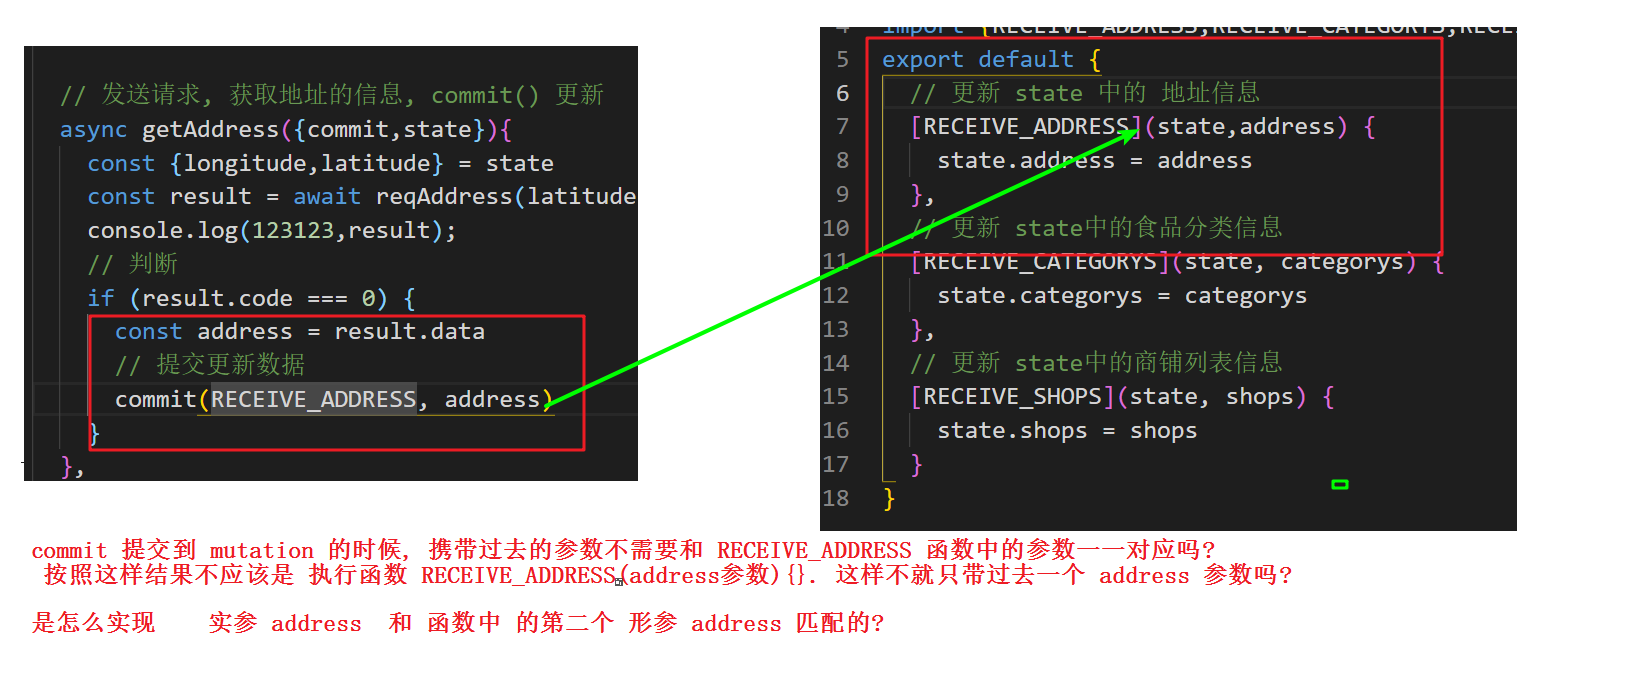 // 发送请求, 获取地址的信息, commit() 更新
async getAddress({commit,state}){
const {longitude,latitude} = state
const result = await reqAddress(latitude
console.log(123123,result);
// 判断
if (result.code === 0) {
const address = result.data
// 提交更新数据
commit(RECEIVE_ADDRESS, address)
}
},
4 import {RECEIVE_ADDRESS,RECEIVE_CATEGORYS,RECE
5 export default {
6 // 更新 state 中的 地址信息
7 [RECEIVE_ADDRESS](state,address) {
8 state.address = address
9 },
10 // 更新 state中的食品分类信息
11 [RECEIVE_CATEGORYS](state, categorys) {
12 state.categorys = categorys
13 },
14 // 更新 state中的商铺列表信息
15 [RECEIVE_SHOPS](state, shops) {
16 state.shops = shops
17 }
18 }
commit 提交到 mutation 的时候, 携带过去的参数不需要和 RECEIVE_ADDRESS 函数中的参数一一对应吗?
按照这样结果不应该是 执行函数 RECEIVE_ADDRESS(address参数){}. 这样不就只带过去一个 address 参数吗?
是怎么实现 实参 address 和 函数中 的第二个 形参 address 匹配的?